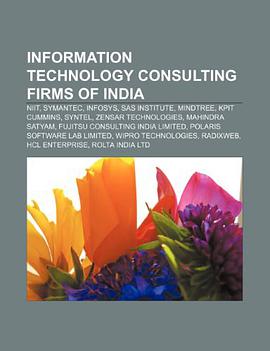 INFORMATION
TECHNOLOGY CONSULTING
FIRMS OF INDIA
NIIT, SYMANTEC, INFOSYS, SAS INSTITUTE, MINDTREE, KPIT
CUMMINS, SYNTEL, ZENSAR TECHNOLOGIES, MAHINDRA
SATYAM, FUJITSU CONSULTING INDIA LIMITED, POLARIS
SOFTWARE LAB LIMITED, WIPRO TECHNOLOGIES, RADIXWEB,
HCL ENTERPRISE, ROLTA INDIA LTD